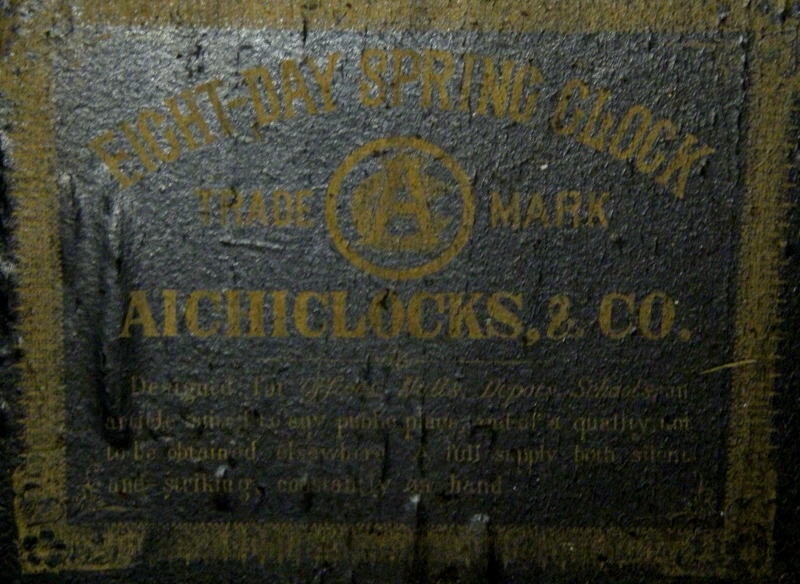 EIGHT-DAY SPRING CLOCK
TRADE A MARK
AICHICLOCKS, & CO.
Designed for Offices, Halls, Depots, Schools, an
article suited to any public place, and of a quality not
to be obtained elsewhere. A full supply both silent
and striking constantly on hand